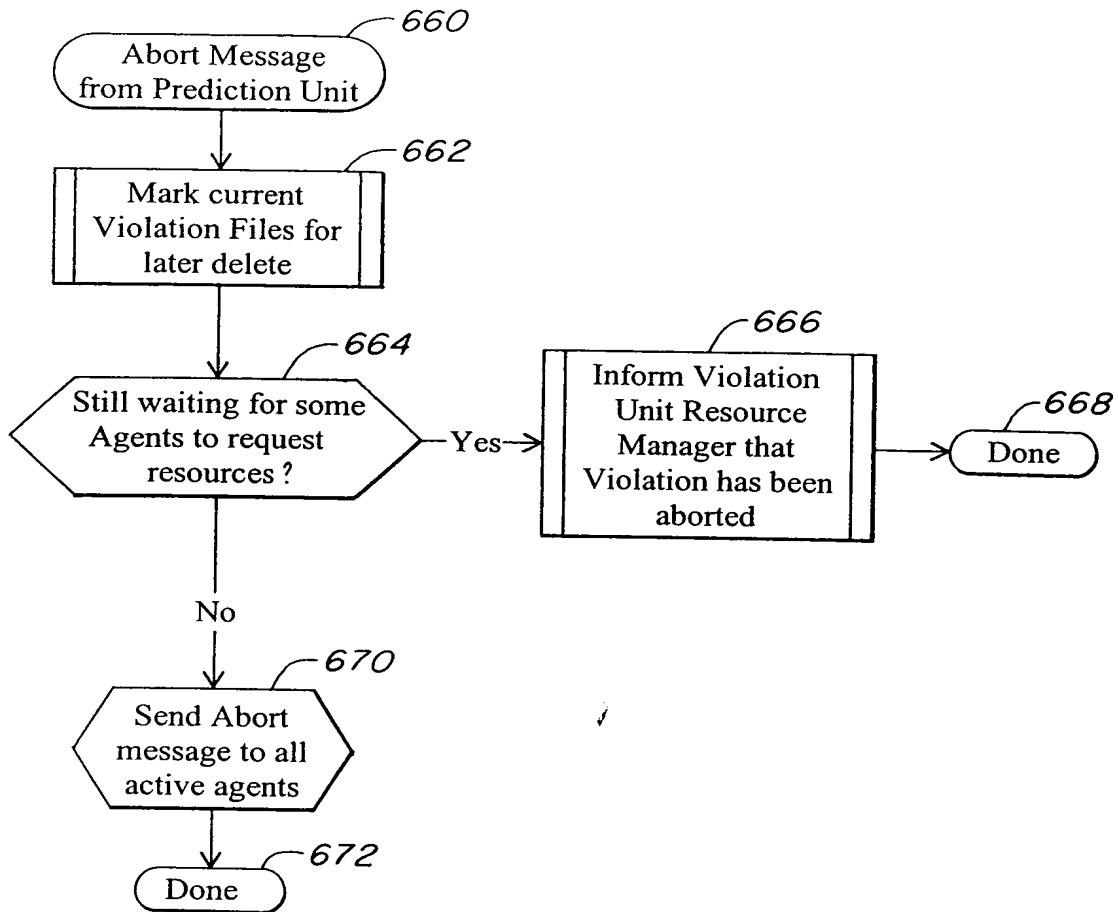 660
Abort Message
from Prediction Unit
662
Mark current
Violation Files for
later delete
664
Still waiting for some
Agents to request
resources ?
Yes
666
Inform Violation
Unit Resource
Manager that
Violation has been
aborted
668
Done
No
670
Send Abort
message to all
active agents
672
Done